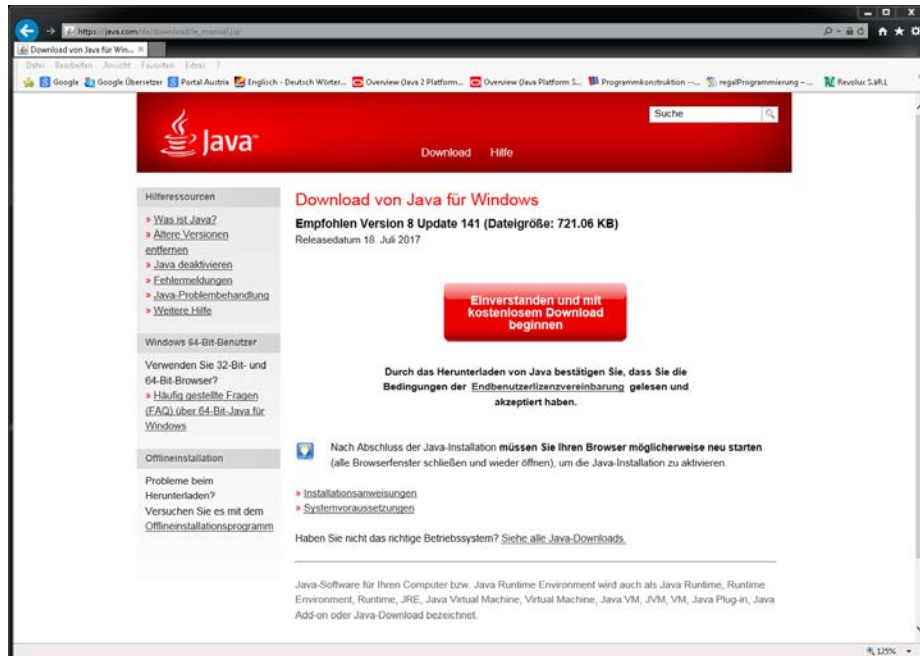 https://java.com/de/download/ie_manual.jsp
Download von Java für Win...
Datei Bearbeiten Ansicht Favoriten Extras ?
Google Google Übersetzer Portal Austria Englisch - Deutsch Wörter... Overview (Java 2 Platform... Overview (Java Platform S... Programmkonstruktion --... regalProgrammierung – ... Revolux S.àR.L
Suche
Java
Download Hilfe
Hilferessourcen
» Was ist Java?
» Ältere Versionen
entfernen
» Java deaktivieren
» Fehlermeldungen
» Java-Problembehandlung
» Weitere Hilfe
Windows 64-Bit-Benutzer
Verwenden Sie 32-Bit- und
64-Bit-Browser?
» Häufig gestellte Fragen
(FAQ) über 64-Bit-Java für
Windows
Offlineinstallation
Probleme beim
Herunterladen?
Versuchen Sie es mit dem
Offlineinstallationsprogramm
Download von Java für Windows
Empfohlen Version 8 Update 141 (Dateigröße: 721.06 KB)
Releasedatum 18. Juli 2017
Einverstanden und mit
kostenlosem Download
beginnen
Durch das Herunterladen von Java bestätigen Sie, dass Sie die
Bedingungen der Endbenutzerlizenzvereinbarung gelesen und
akzeptiert haben.
Nach Abschluss der Java-Installation müssen Sie Ihren Browser möglicherweise neu starten
(alle Browserfenster schließen und wieder öffnen), um die Java-Installation zu aktivieren.
» Installationsanweisungen
» Systemvoraussetzungen
Haben Sie nicht das richtige Betriebssystem? Siehe alle Java-Downloads.
Java-Software für Ihren Computer bzw. Java Runtime Environment wird auch als Java Runtime, Runtime
Environment, Runtime, JRE, Java Virtual Machine, Virtual Machine, Java VM, JVM, VM, Java Plug-in, Java
Add-on oder Java-Download bezeichnet.
125%